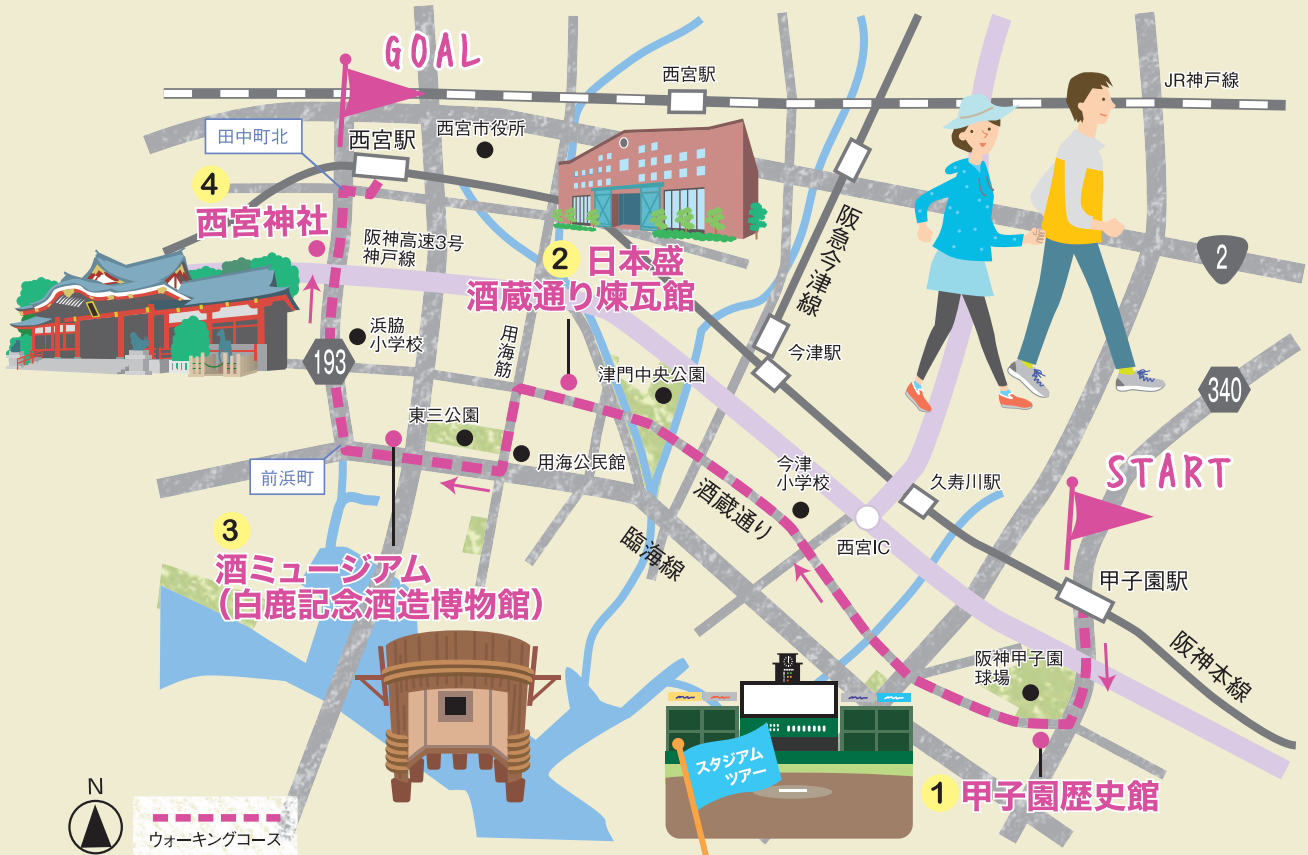 GOAL
西宮駅
JR神戸線
田中町北
西宮駅
西宮市役所
4
西宮神社
阪神高速3号
神戸線
阪急今津線
2
2
日本盛
酒蔵通り煉瓦館
浜脇
小学校
用海筋
193
今津駅
津門中央公園
340
東三公園
用海公民館
前浜町
START
今津
小学校
久寿川駅
酒蔵通り
西宮IC
臨海線
3
酒ミュージアム
(白鹿記念酒造博物館)
甲子園駅
阪神本線
阪神甲子園
球場
スタジアム
ツアー
1
甲子園歴史館
N
ウォーキングコース